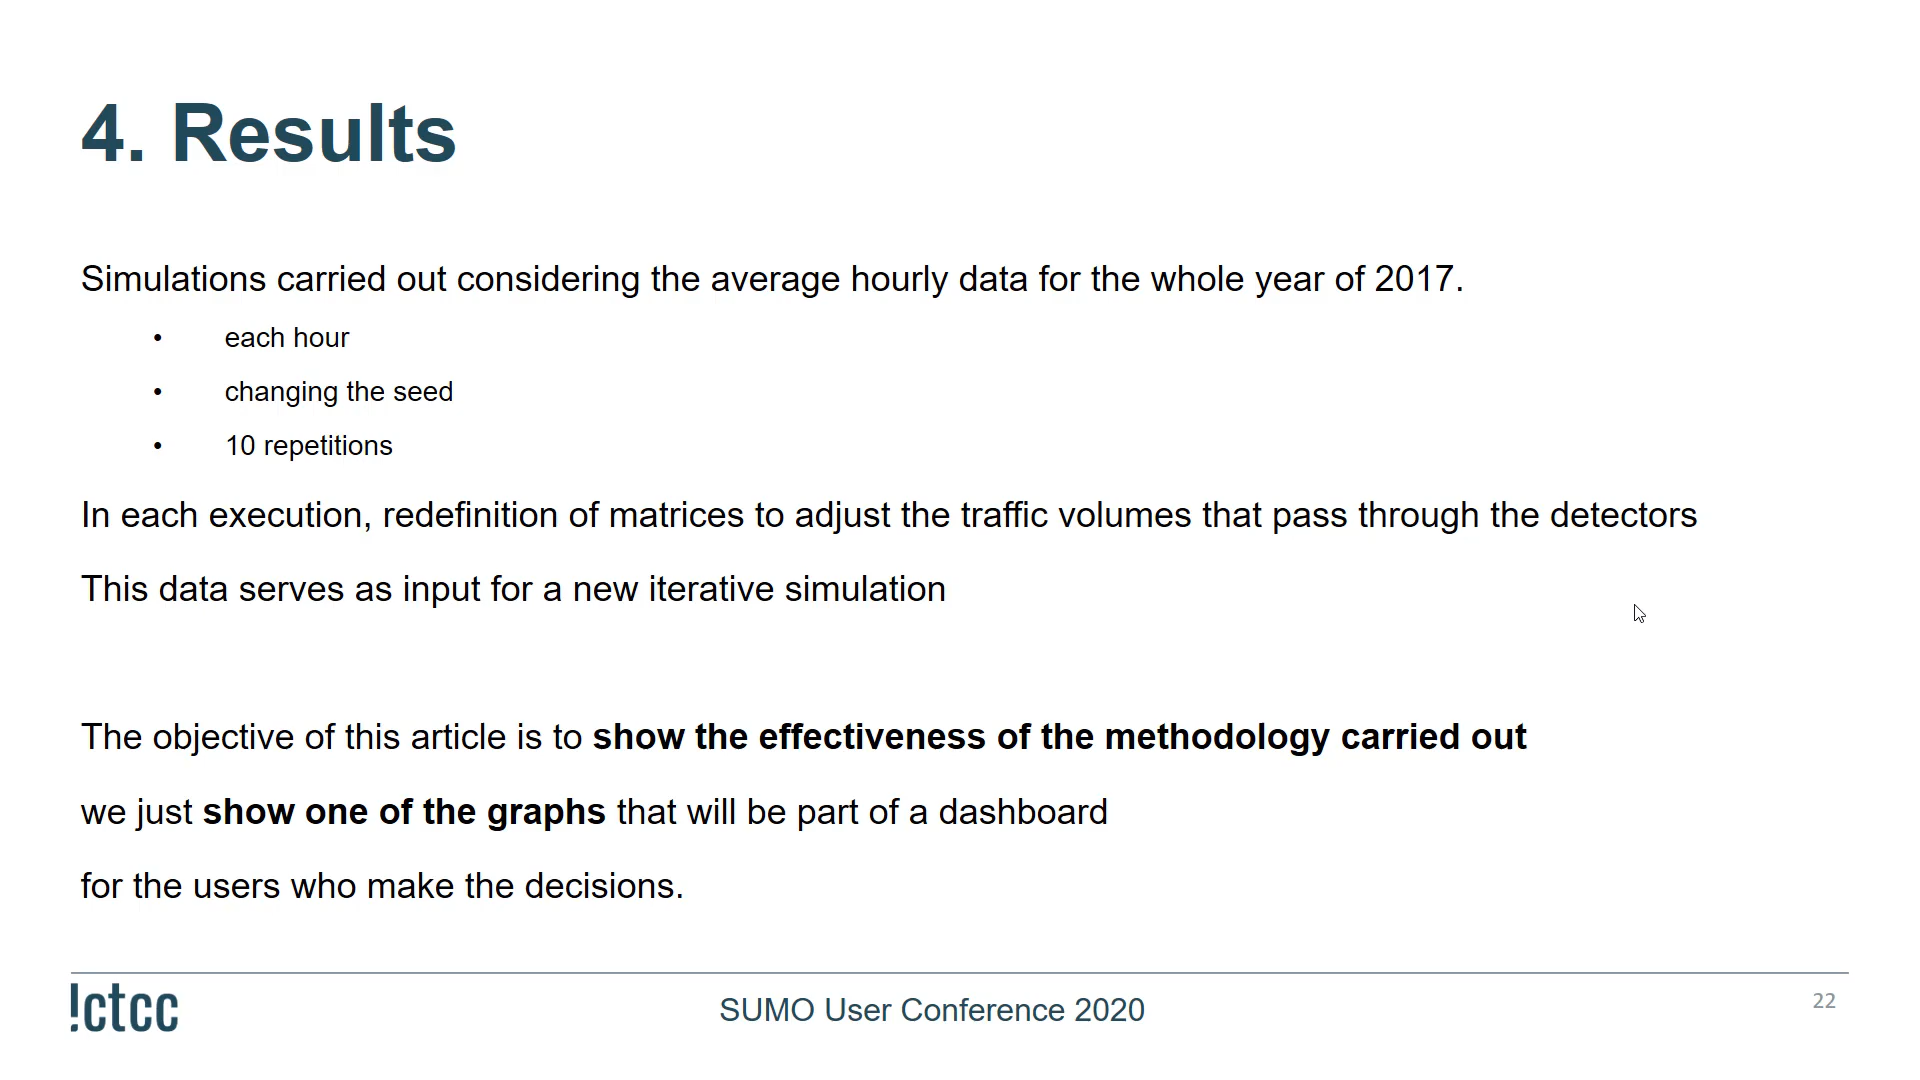 4. Results
Simulations carried out considering the average hourly data for the whole year of 2017.
• each hour
• changing the seed
• 10 repetitions
In each execution, redefinition of matrices to adjust the traffic volumes that pass through the detectors
This data serves as input for a new iterative simulation
The objective of this article is to show the effectiveness of the methodology carried out
we just show one of the graphs that will be part of a dashboard
for the users who make the decisions.
!ctcc
SUMO User Conference 2020
22